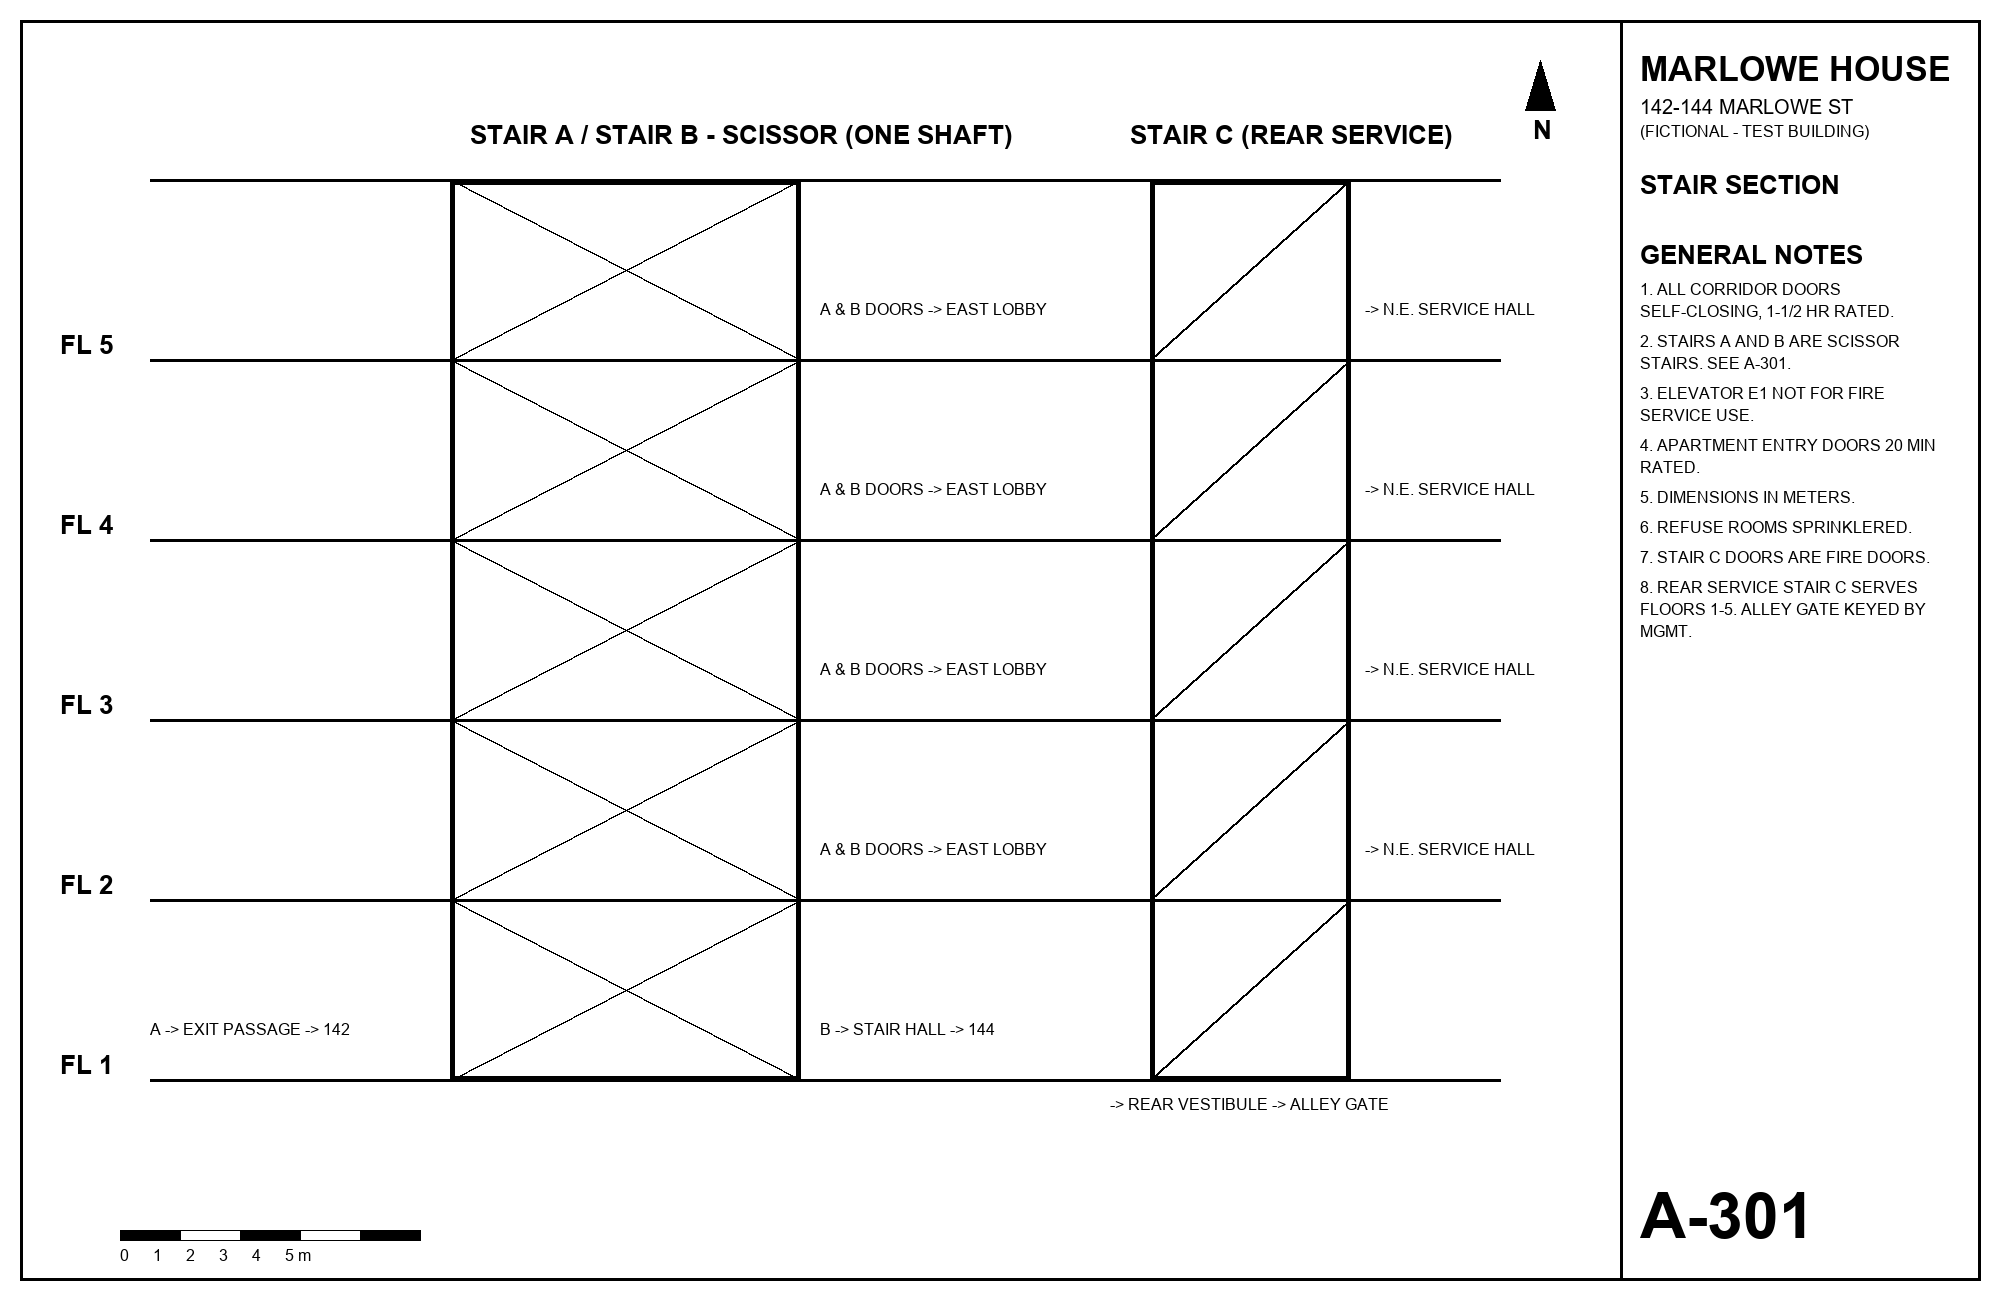 MARLOWE HOUSE
142-144 MARLOWE ST
(FICTIONAL - TEST BUILDING)
STAIR SECTION
GENERAL NOTES
1. ALL CORRIDOR DOORS
SELF-CLOSING, 1-1/2 HR RATED.
2. STAIRS A AND B ARE SCISSOR
STAIRS. SEE A-301.
3. ELEVATOR E1 NOT FOR FIRE
SERVICE USE.
4. APARTMENT ENTRY DOORS 20 MIN
RATED.
5. DIMENSIONS IN METERS.
6. REFUSE ROOMS SPRINKLERED.
7. STAIR C DOORS ARE FIRE DOORS.
8. REAR SERVICE STAIR C SERVES
FLOORS 1-5. ALLEY GATE KEYED BY
MGMT.
A-301
N
STAIR A / STAIR B - SCISSOR (ONE SHAFT)
STAIR C (REAR SERVICE)
A & B DOORS -> EAST LOBBY
-> N.E. SERVICE HALL
FL 5
A & B DOORS -> EAST LOBBY
-> N.E. SERVICE HALL
FL 4
A & B DOORS -> EAST LOBBY
-> N.E. SERVICE HALL
FL 3
A & B DOORS -> EAST LOBBY
-> N.E. SERVICE HALL
FL 2
A -> EXIT PASSAGE -> 142
B -> STAIR HALL -> 144
FL 1
-> REAR VESTIBULE -> ALLEY GATE
0 1 2 3 4 5 m